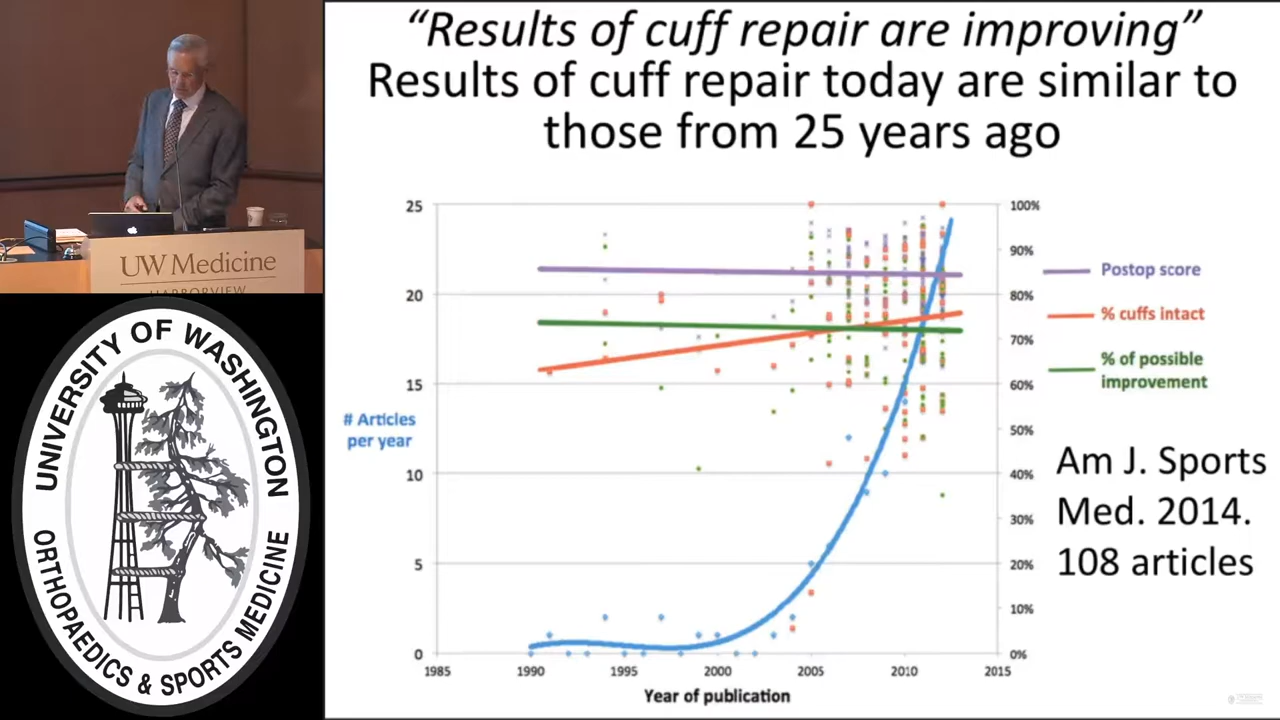 “Results of cuff repair are improving”
Results of cuff repair today are similar to
those from 25 years ago
UW Medicine
HARBORVIEW
UNIVERSITY OF WASHINGTON
ORTHOPAEDICS & SPORTS MEDICINE
# Articles
per year
25
20
15
10
5
0
100%
90%
80%
70%
60%
50%
40%
30%
20%
10%
0%
1985
1990
1995
2000
2005
2010
2015
Year of publication
Postop score
% cuffs intact
% of possible
improvement
Am J. Sports
Med. 2014.
108 articles